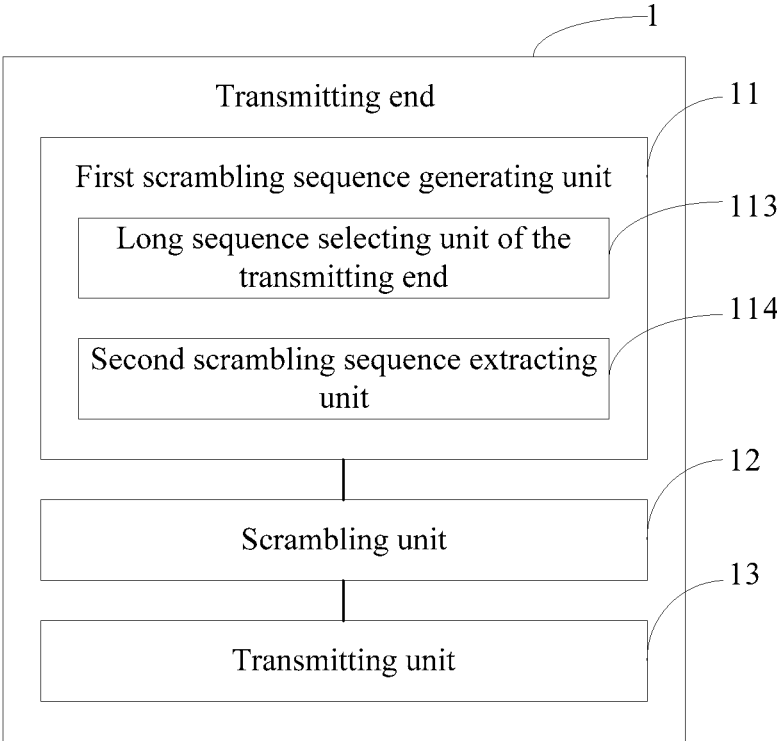 1
Transmitting end
11
First scrambling sequence generating unit
113
Long sequence selecting unit of the
transmitting end
114
Second scrambling sequence extracting
unit
12
Scrambling unit
13
Transmitting unit